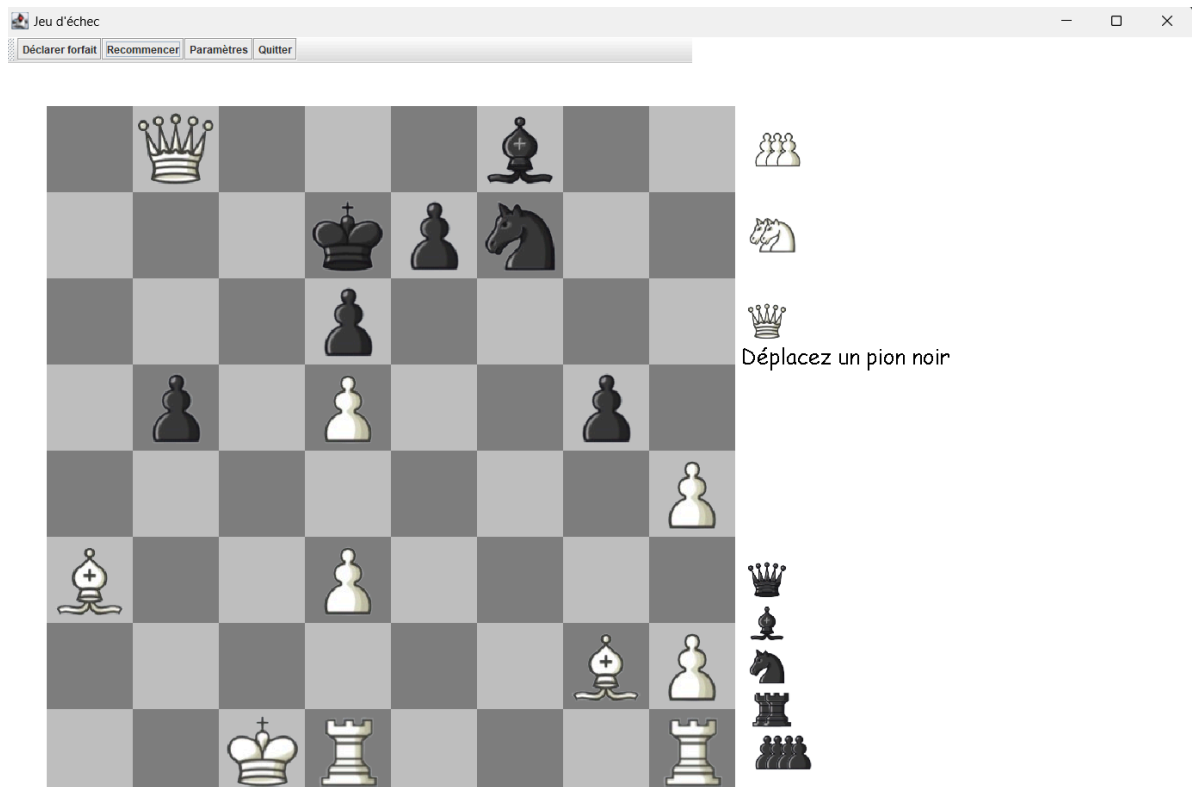 Jeu d'échec
Déclarer forfait Recommencer Paramètres Quitter
Déplacez un pion noir